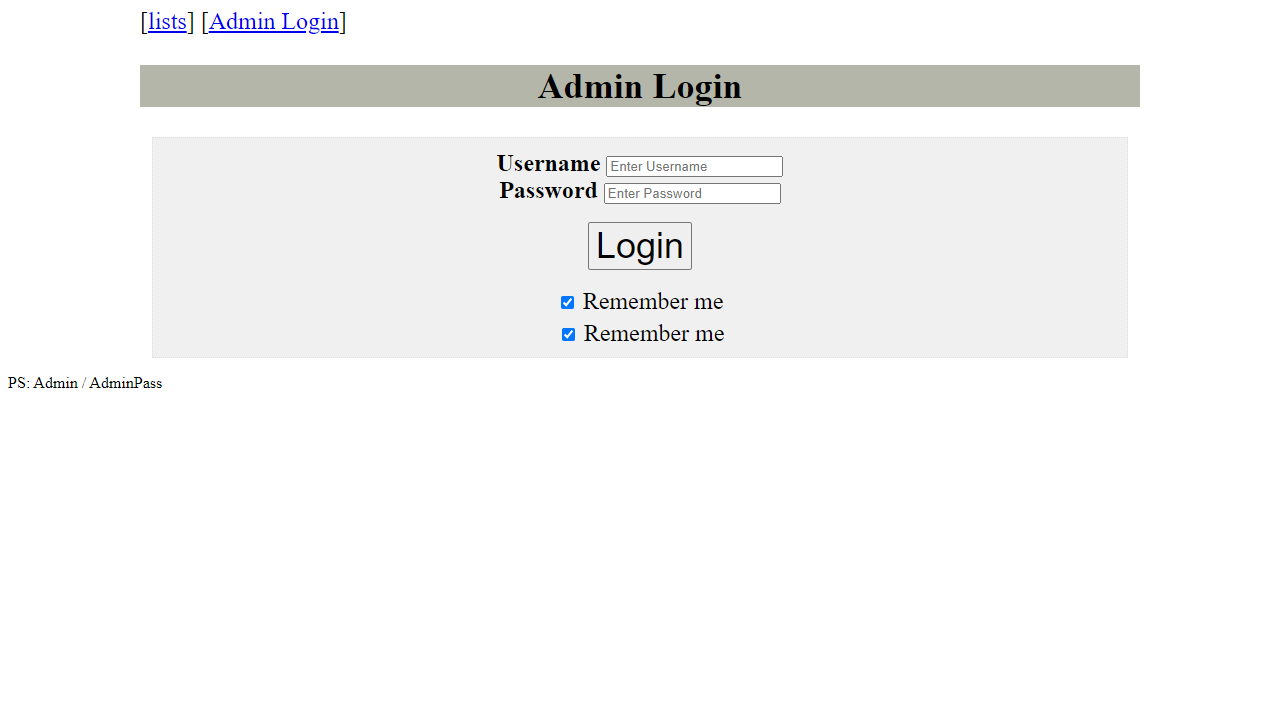 [lists] [Admin Login]
Admin Login
Username Enter Username
Password Enter Password
Login
Remember me
Remember me
PS: Admin / AdminPass